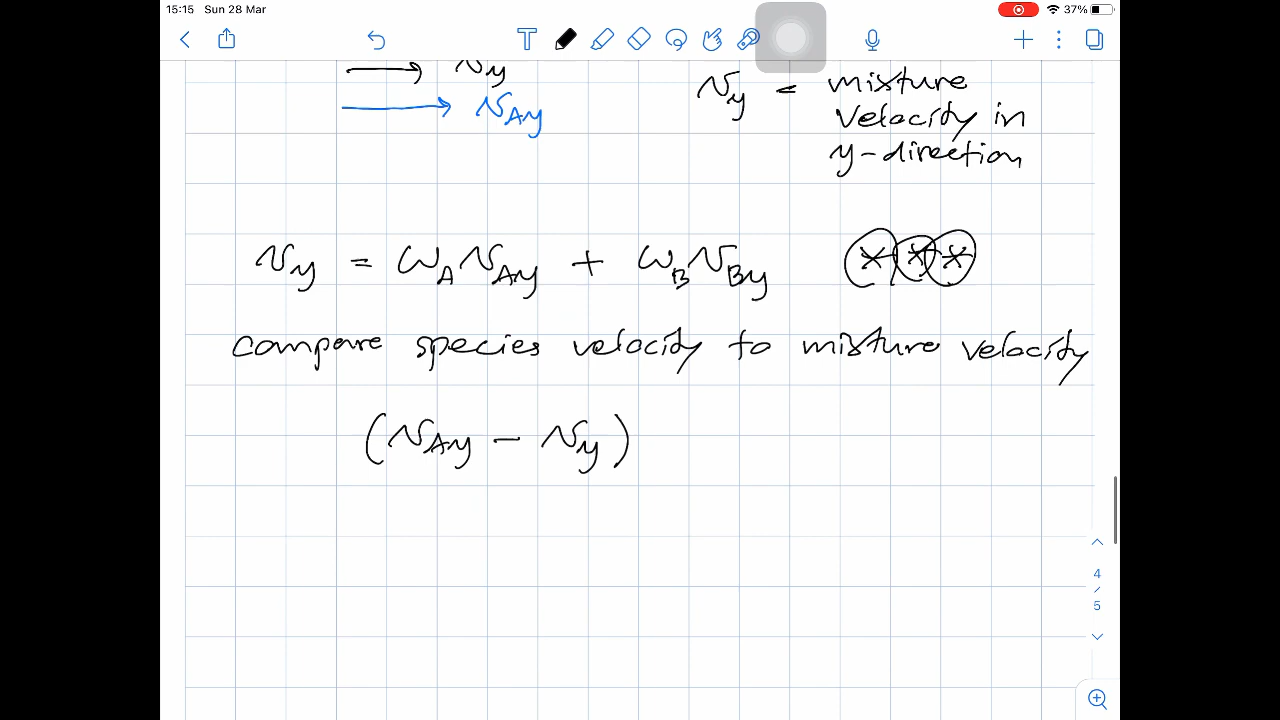 15:15 Sun 28 Mar 37%
v_y
v_Ay
v_y = mixture
velocity in
y-direction
v_y = ω_A v_Ay + ω_B v_By ***
compare species velocity to mixture velocity
(v_Ay - v_y)
4
5